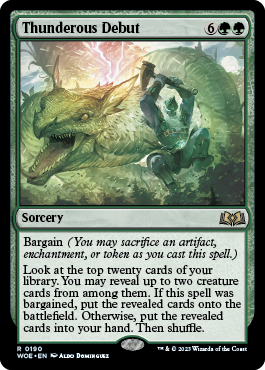 Thunderous Debut 6
Sorcery
Bargain (You may sacrifice an artifact,
enchantment, or token as you cast this spell.)
Look at the top twenty cards of your
library. You may reveal up to two creature
cards from among them. If this spell was
bargained, put the revealed cards onto the
battlefield. Otherwise, put the revealed
cards into your hand. Then shuffle.
R 0190
WOE • EN ALDO DOMINGUEZ
™ & © 2023 Wizards of the Coast